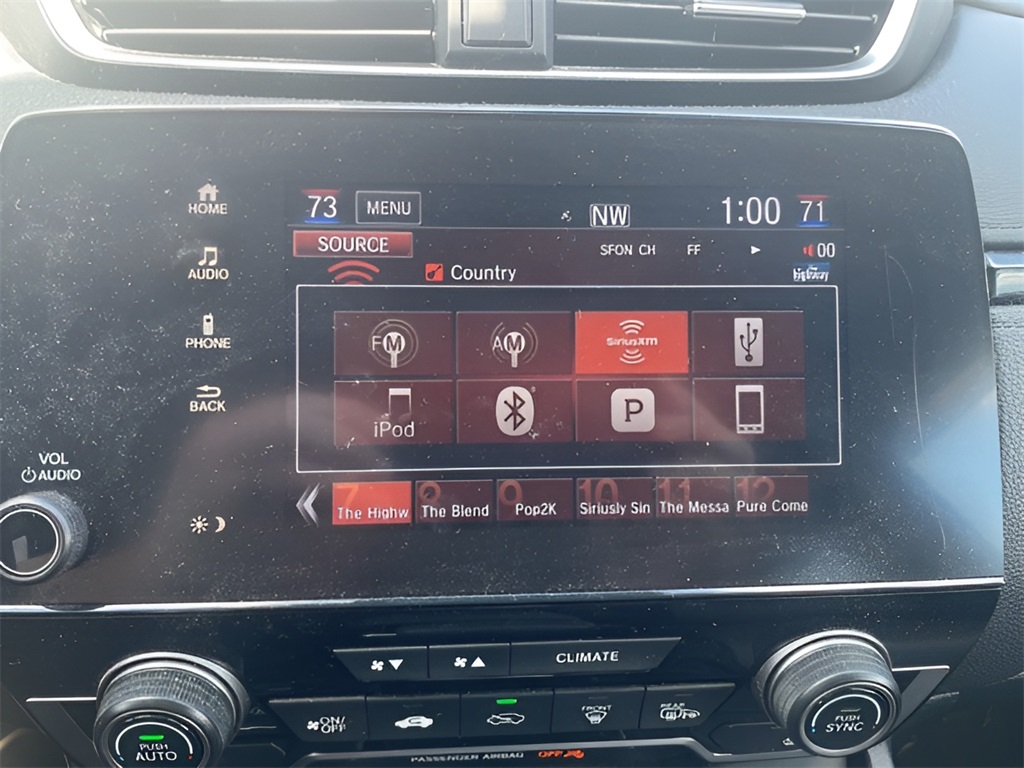 73 MENU NW 1:00 71
SOURCE SFON CH FF 00
Country Highway
HOME
AUDIO
PHONE
BACK
FM AM SiriusXM
iPod P
VOL
AUDIO
7 8 9 10 11 12
The Highw The Blend Pop2K Siriusly Sin The Messa Pure Come
CLIMATE
ON/ FRONT REAR
OFF
PUSH PUSH
AUTO SYNC
PASSENGER AIRBAG OFF